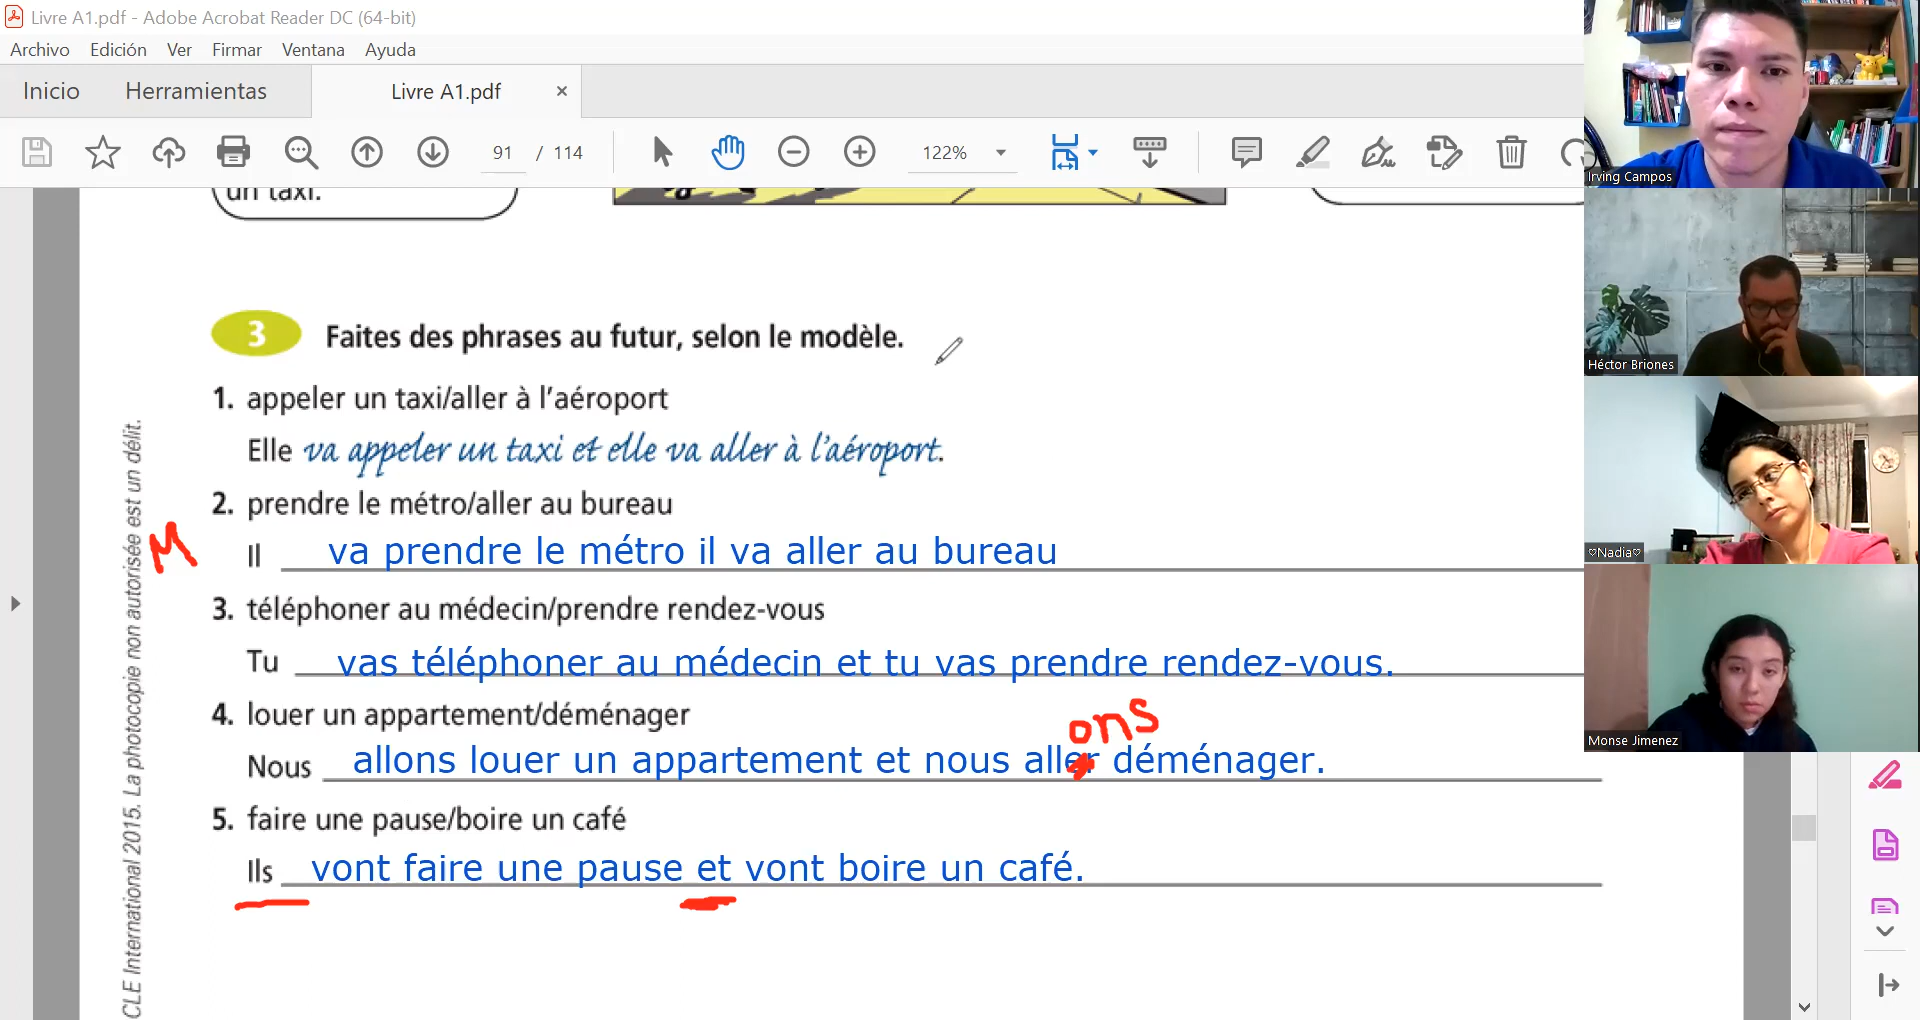 Livre A1.pdf - Adobe Acrobat Reader DC (64-bit)
Archivo Edición Ver Firmar Ventana Ayuda
Inicio Herramientas Livre A1.pdf ×
91 / 114 122%
un taxi.
3 Faites des phrases au futur, selon le modèle.
1. appeler un taxi/aller à l'aéroport
Elle va appeler un taxi et elle va aller à l'aéroport.
2. prendre le métro/aller au bureau
M
Il va prendre le métro il va aller au bureau
3. téléphoner au médecin/prendre rendez-vous
Tu vas téléphoner au médecin et tu vas prendre rendez-vous.
4. louer un appartement/déménager
ons
Nous allons louer un appartement et nous aller déménager.
5. faire une pause/boire un café
Ils vont faire une pause et vont boire un café.
CLE International 2015. La photocopie non autorisée est un délit.
Irving Campos
Héctor Briones
♡Nadia♡
Monse Jimenez